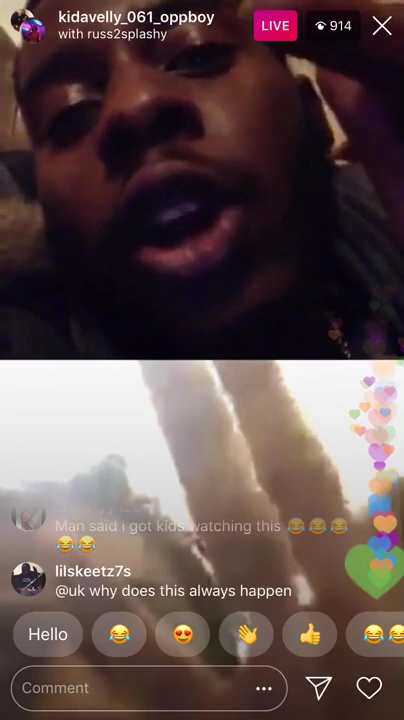 kidavelly_061_oppboy
with russ2splashy
LIVE
914
Man said i got kids watching this 😂😂😂
😂😂
lilskeetz7s
@uk why does this always happen
Hello
😂
😍
👋
👍
😂😂
Comment